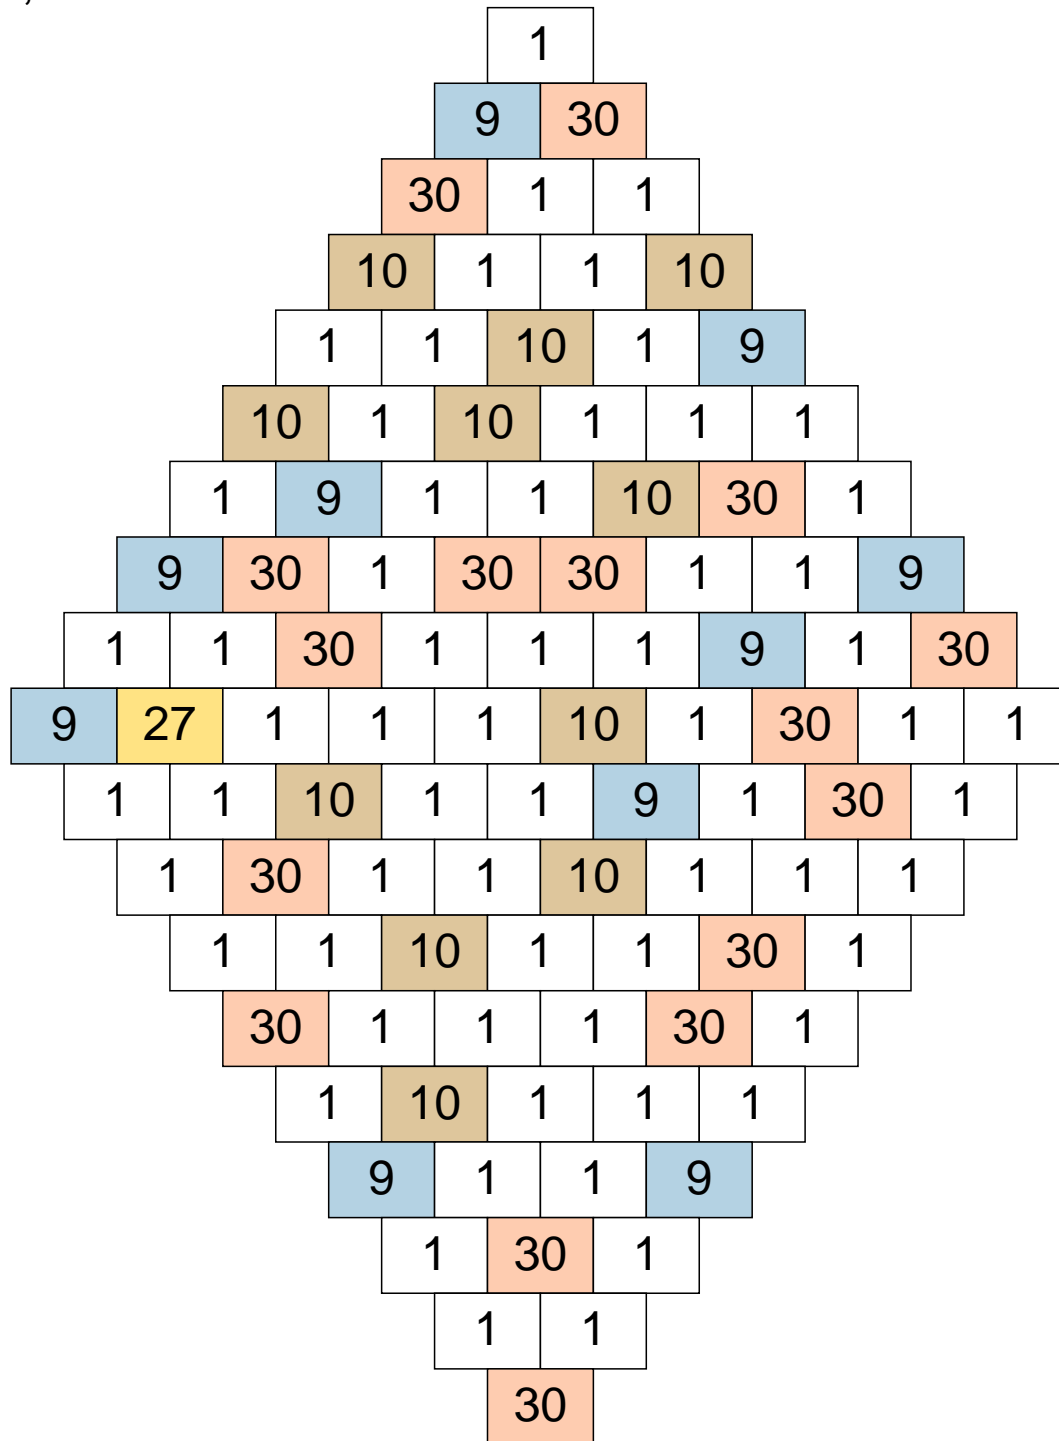 1
9 30
30 1 1
10 1 1 10
1 1 10 1 9
10 1 10 1 1 1
1 9 1 1 10 30 1
9 30 1 30 30 1 1 9
1 1 30 1 1 1 9 1 30
9 27 1 1 1 10 1 30 1 1
1 1 10 1 1 9 1 30 1
1 30 1 1 10 1 1 1
1 1 10 1 1 30 1
30 1 1 1 30 1
1 10 1 1 1
9 1 1 9
1 30 1
1 1
30